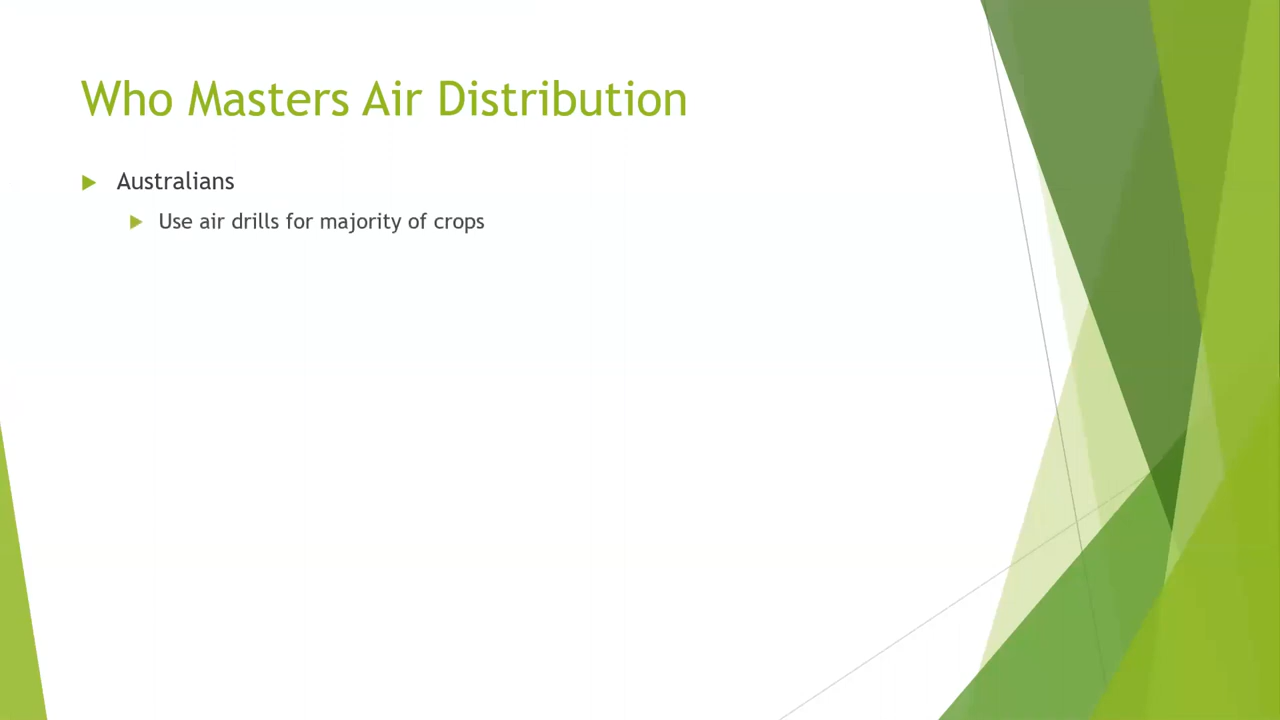 Who Masters Air Distribution
Australians
Use air drills for majority of crops